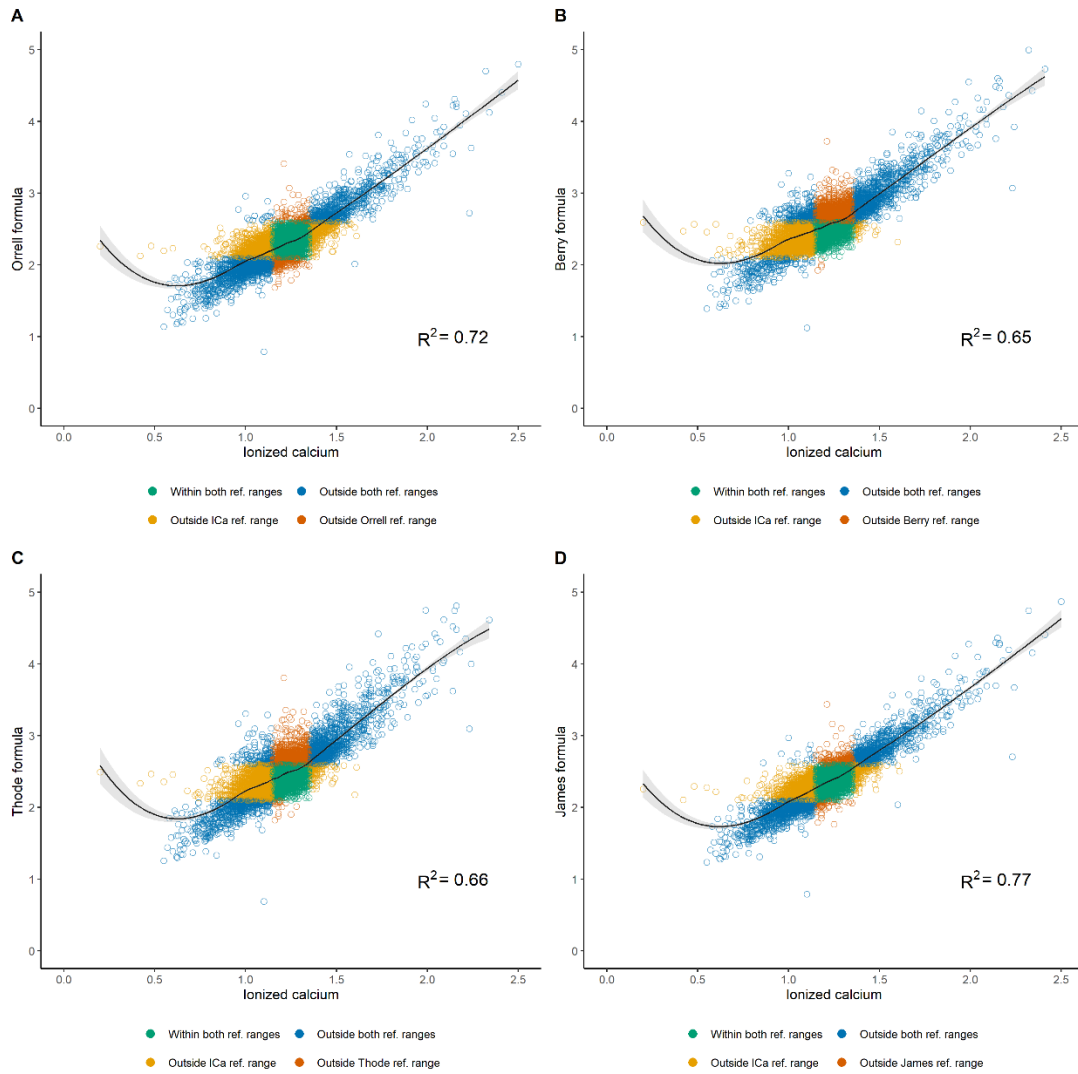 A
B
5
4
3
2
1
0
Orrell formula
R2 = 0.72
0.0 0.5 1.0 1.5 2.0 2.5
Ionized calcium
5
4
3
2
1
0
Berry formula
R2 = 0.65
0.0 0.5 1.0 1.5 2.0 2.5
Ionized calcium
Within both ref. ranges Outside both ref. ranges
Outside ICa ref. range Outside Orrell ref. range
Within both ref. ranges Outside both ref. ranges
Outside ICa ref. range Outside Berry ref. range
C
D
5
4
3
2
1
0
Thode formula
R2 = 0.66
0.0 0.5 1.0 1.5 2.0 2.5
Ionized calcium
5
4
3
2
1
0
James formula
R2 = 0.77
0.0 0.5 1.0 1.5 2.0 2.5
Ionized calcium
Within both ref. ranges Outside both ref. ranges
Outside ICa ref. range Outside Thode ref. range
Within both ref. ranges Outside both ref. ranges
Outside ICa ref. range Outside James ref. range